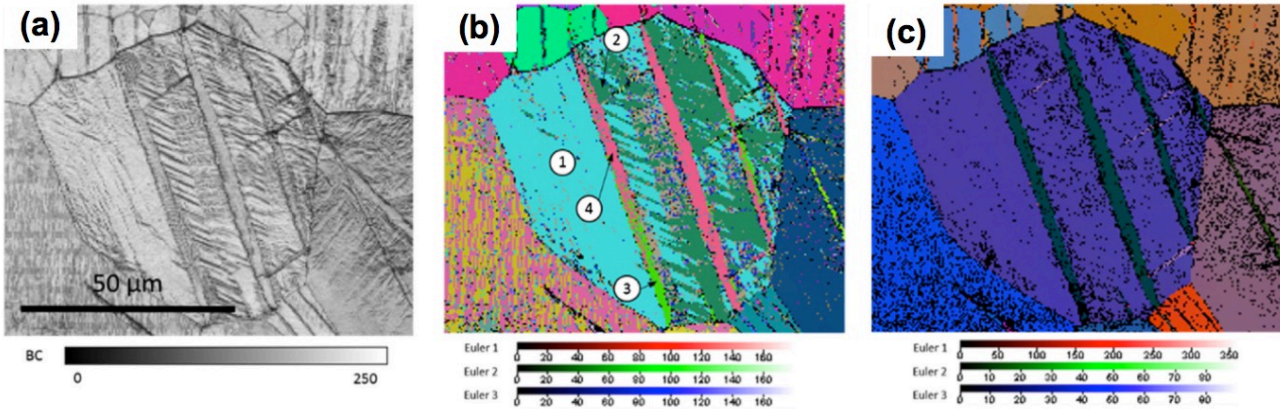 (a)
50 μm
BC
0
250
(b)
2
1
4
3
Euler 1
0 20 40 60 80 100 120 140 160
Euler 2
0 20 40 60 80 100 120 140 160
Euler 3
0 20 40 60 80 100 120 140 160
(c)
Euler 1
0 50 100 150 200 250 300 350
Euler 2
0 10 20 30 40 50 60 70 80
Euler 3
0 10 20 30 40 50 60 70 80